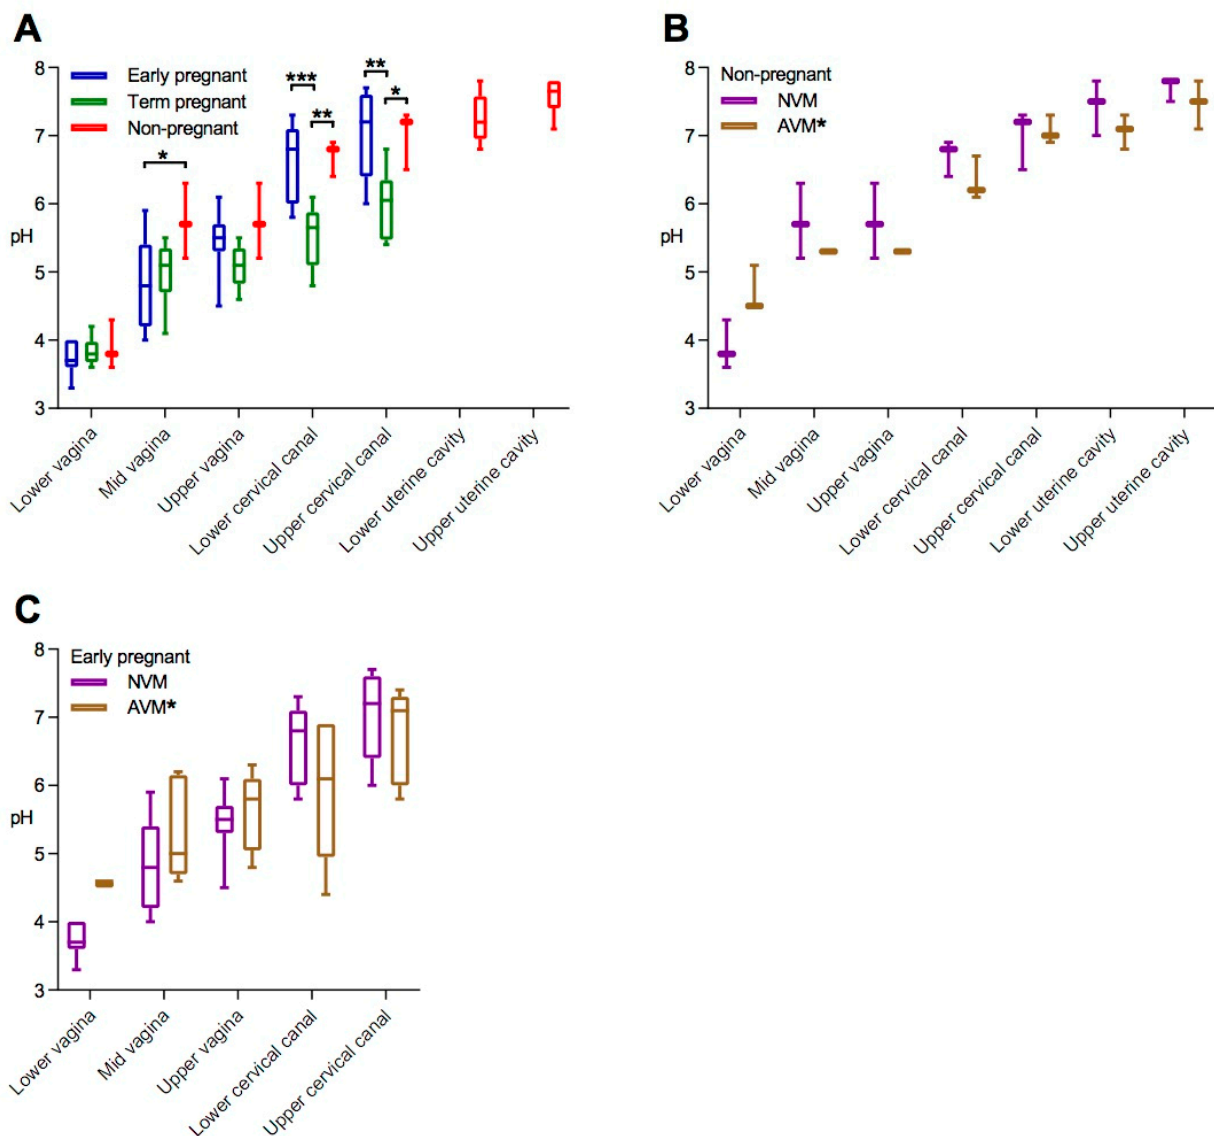 A
Early pregnant
Term pregnant
Non-pregnant
*
***
**
**
*
8
7
6
5
4
3
pH
Lower vagina
Mid vagina
Upper vagina
Lower cervical canal
Upper cervical canal
Lower uterine cavity
Upper uterine cavity
B
Non-pregnant
NVM
AVM*
8
7
6
5
4
3
pH
Lower vagina
Mid vagina
Upper vagina
Lower cervical canal
Upper cervical canal
Lower uterine cavity
Upper uterine cavity
C
Early pregnant
NVM
AVM*
8
7
6
5
4
3
pH
Lower vagina
Mid vagina
Upper vagina
Lower cervical canal
Upper cervical canal